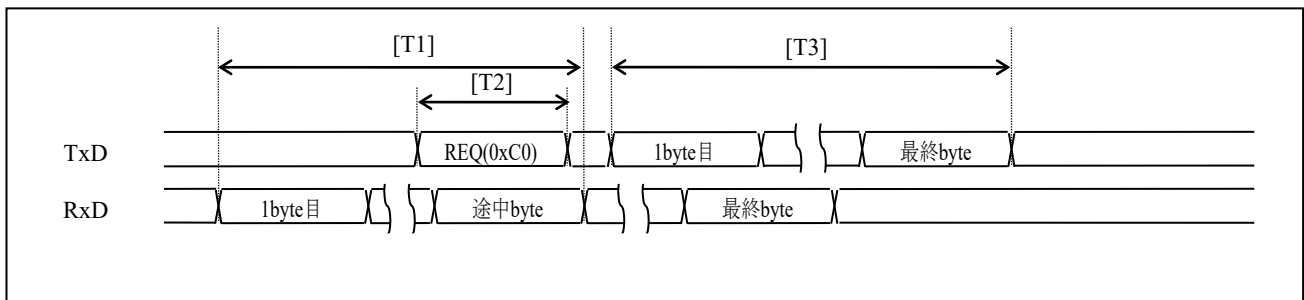 [T1]
[T3]
[T2]
TxD
REQ(0xC0)
1byte目
最終byte
RxD
1byte目
途中byte
最終byte